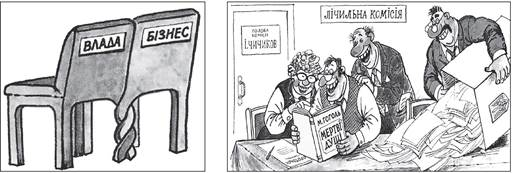 ВЛАДА
БІЗНЕС
ЛІЧИЛЬНА КОМІСІЯ
ГОЛОВА
КОМІСІЇ
І.ЧИЧИКОВ
М.ГОГОЛЬ
МЕРТВІ
ДУШІ